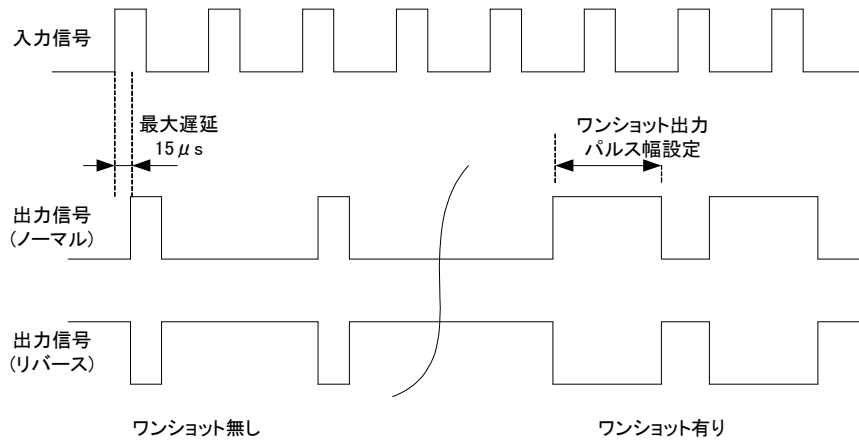 入力信号
最大遅延
15μs
ワンショット出力
パルス幅設定
出力信号
(ノーマル)
出力信号
(リバース)
ワンショット無し
ワンショット有り